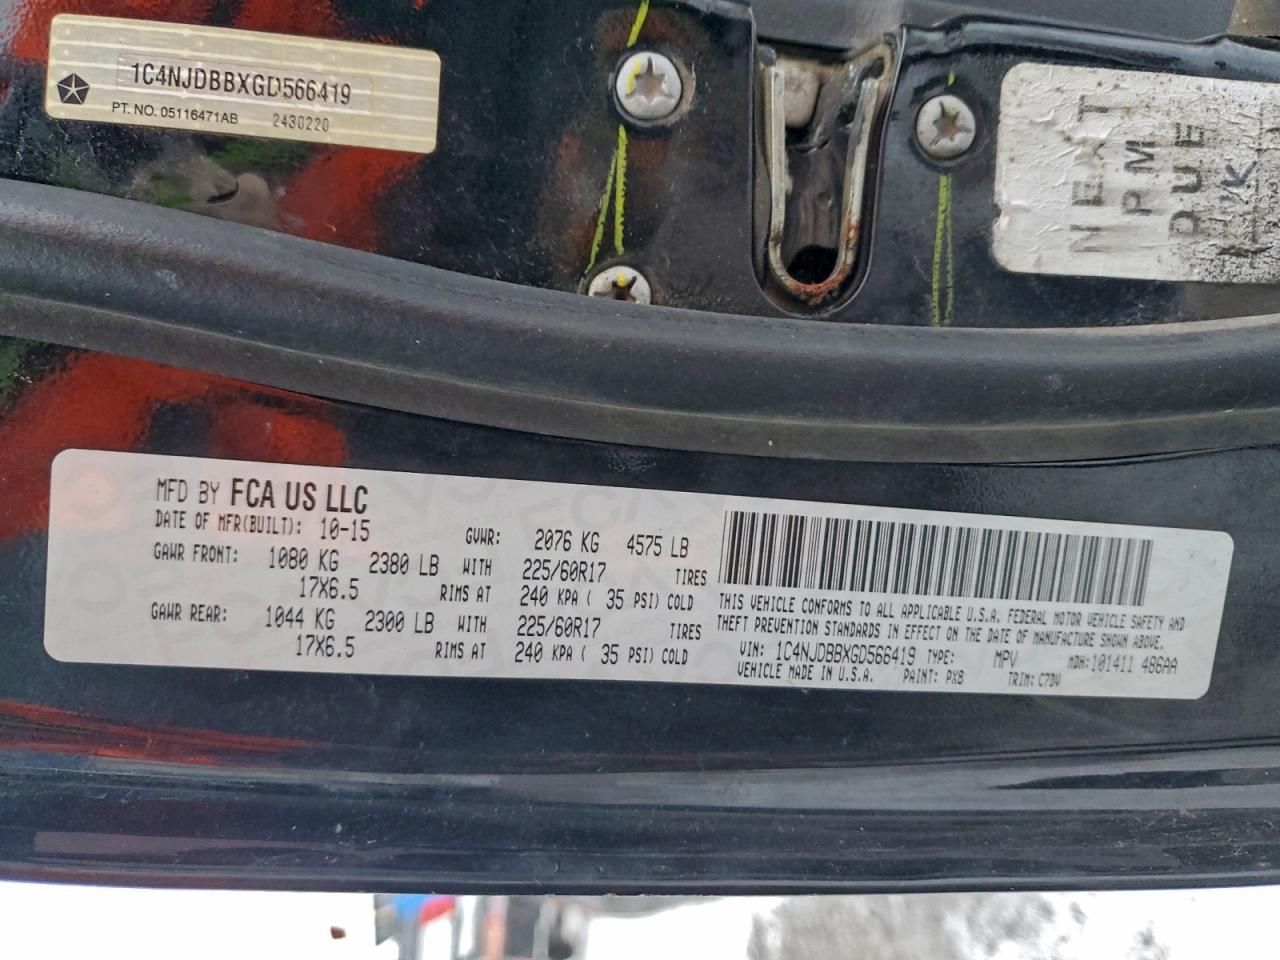 1C4NJDBBXGD566419
PT. NO. 05116471AB 2430220
NEXT
PM
DUE
MFD BY FCA US LLC
DATE OF MFR(BUILT): 10-15 GVWR: 2076 KG 4575 LB
GAWR FRONT: 1080 KG 2380 LB WITH 225/60R17 TIRES
17X6.5 RIMS AT 240 KPA ( 35 PSI) COLD
GAWR REAR: 1044 KG 2300 LB WITH 225/60R17 TIRES
17X6.5 RIMS AT 240 KPA ( 35 PSI) COLD
THIS VEHICLE CONFORMS TO ALL APPLICABLE U.S.A. FEDERAL MOTOR VEHICLE SAFETY AND
THEFT PREVENTION STANDARDS IN EFFECT ON THE DATE OF MANUFACTURE SHOWN ABOVE.
VIN: 1C4NJDBBXGD566419 TYPE: MPV MDH:101411 486AA
VEHICLE MADE IN U.S.A. PAINT: PX8 TRIM: C7DV